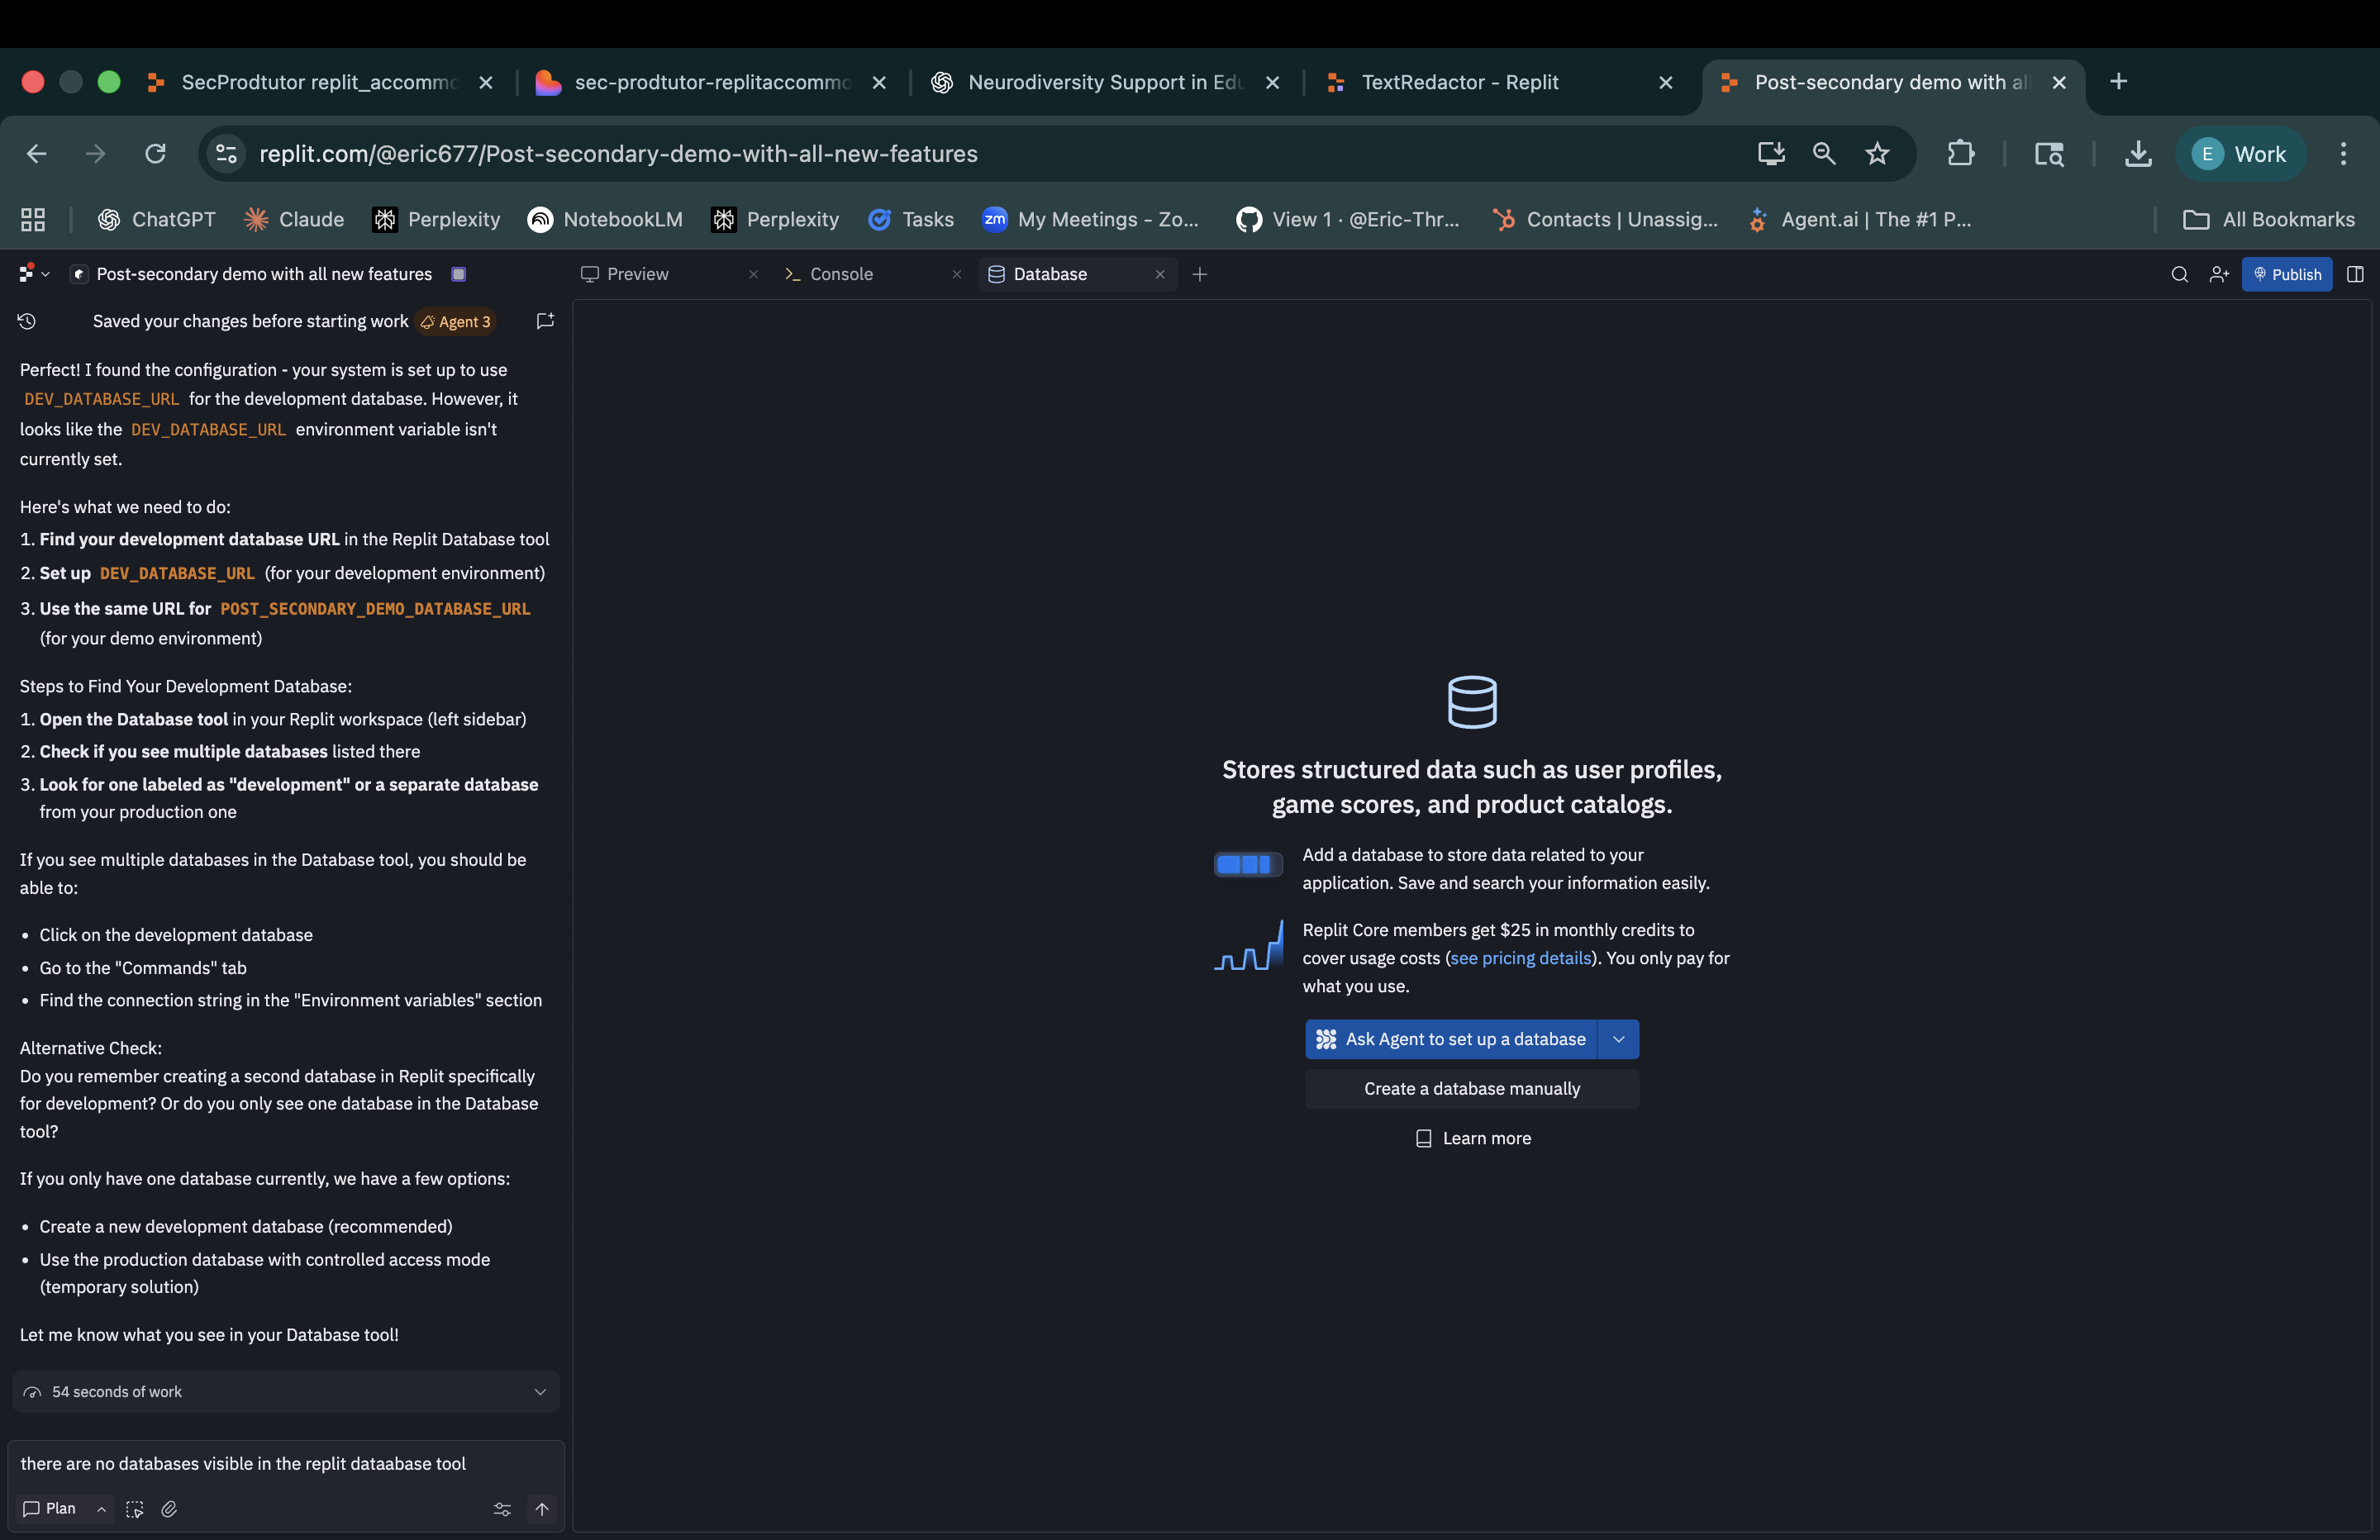 SecProdtutor replit_accommo
sec-prodtutor-replitaccommo
Neurodiversity Support in Edu
TextRedactor - Replit
Post-secondary demo with all
replit.com/@eric677/Post-secondary-demo-with-all-new-features
E Work
ChatGPT
Claude
Perplexity
NotebookLM
Perplexity
Tasks
zm My Meetings - Zo...
View 1 · @Eric-Thr...
Contacts | Unassig...
Agent.ai | The #1 P...
All Bookmarks
Post-secondary demo with all new features
Preview
Console
Database
Publish
Saved your changes before starting work Agent 3
Perfect! I found the configuration - your system is set up to use
DEV_DATABASE_URL for the development database. However, it
looks like the DEV_DATABASE_URL environment variable isn't
currently set.
Here's what we need to do:
1. Find your development database URL in the Replit Database tool
2. Set up DEV_DATABASE_URL (for your development environment)
3. Use the same URL for POST_SECONDARY_DEMO_DATABASE_URL
(for your demo environment)
Steps to Find Your Development Database:
1. Open the Database tool in your Replit workspace (left sidebar)
2. Check if you see multiple databases listed there
3. Look for one labeled as "development" or a separate database
from your production one
If you see multiple databases in the Database tool, you should be
able to:
• Click on the development database
• Go to the "Commands" tab
• Find the connection string in the "Environment variables" section
Alternative Check:
Do you remember creating a second database in Replit specifically
for development? Or do you only see one database in the Database
tool?
If you only have one database currently, we have a few options:
• Create a new development database (recommended)
• Use the production database with controlled access mode
(temporary solution)
Let me know what you see in your Database tool!
54 seconds of work
there are no databases visible in the replit dataabase tool
Plan
Stores structured data such as user profiles,
game scores, and product catalogs.
Add a database to store data related to your
application. Save and search your information easily.
Replit Core members get $25 in monthly credits to
cover usage costs (see pricing details). You only pay for
what you use.
Ask Agent to set up a database
Create a database manually
Learn more